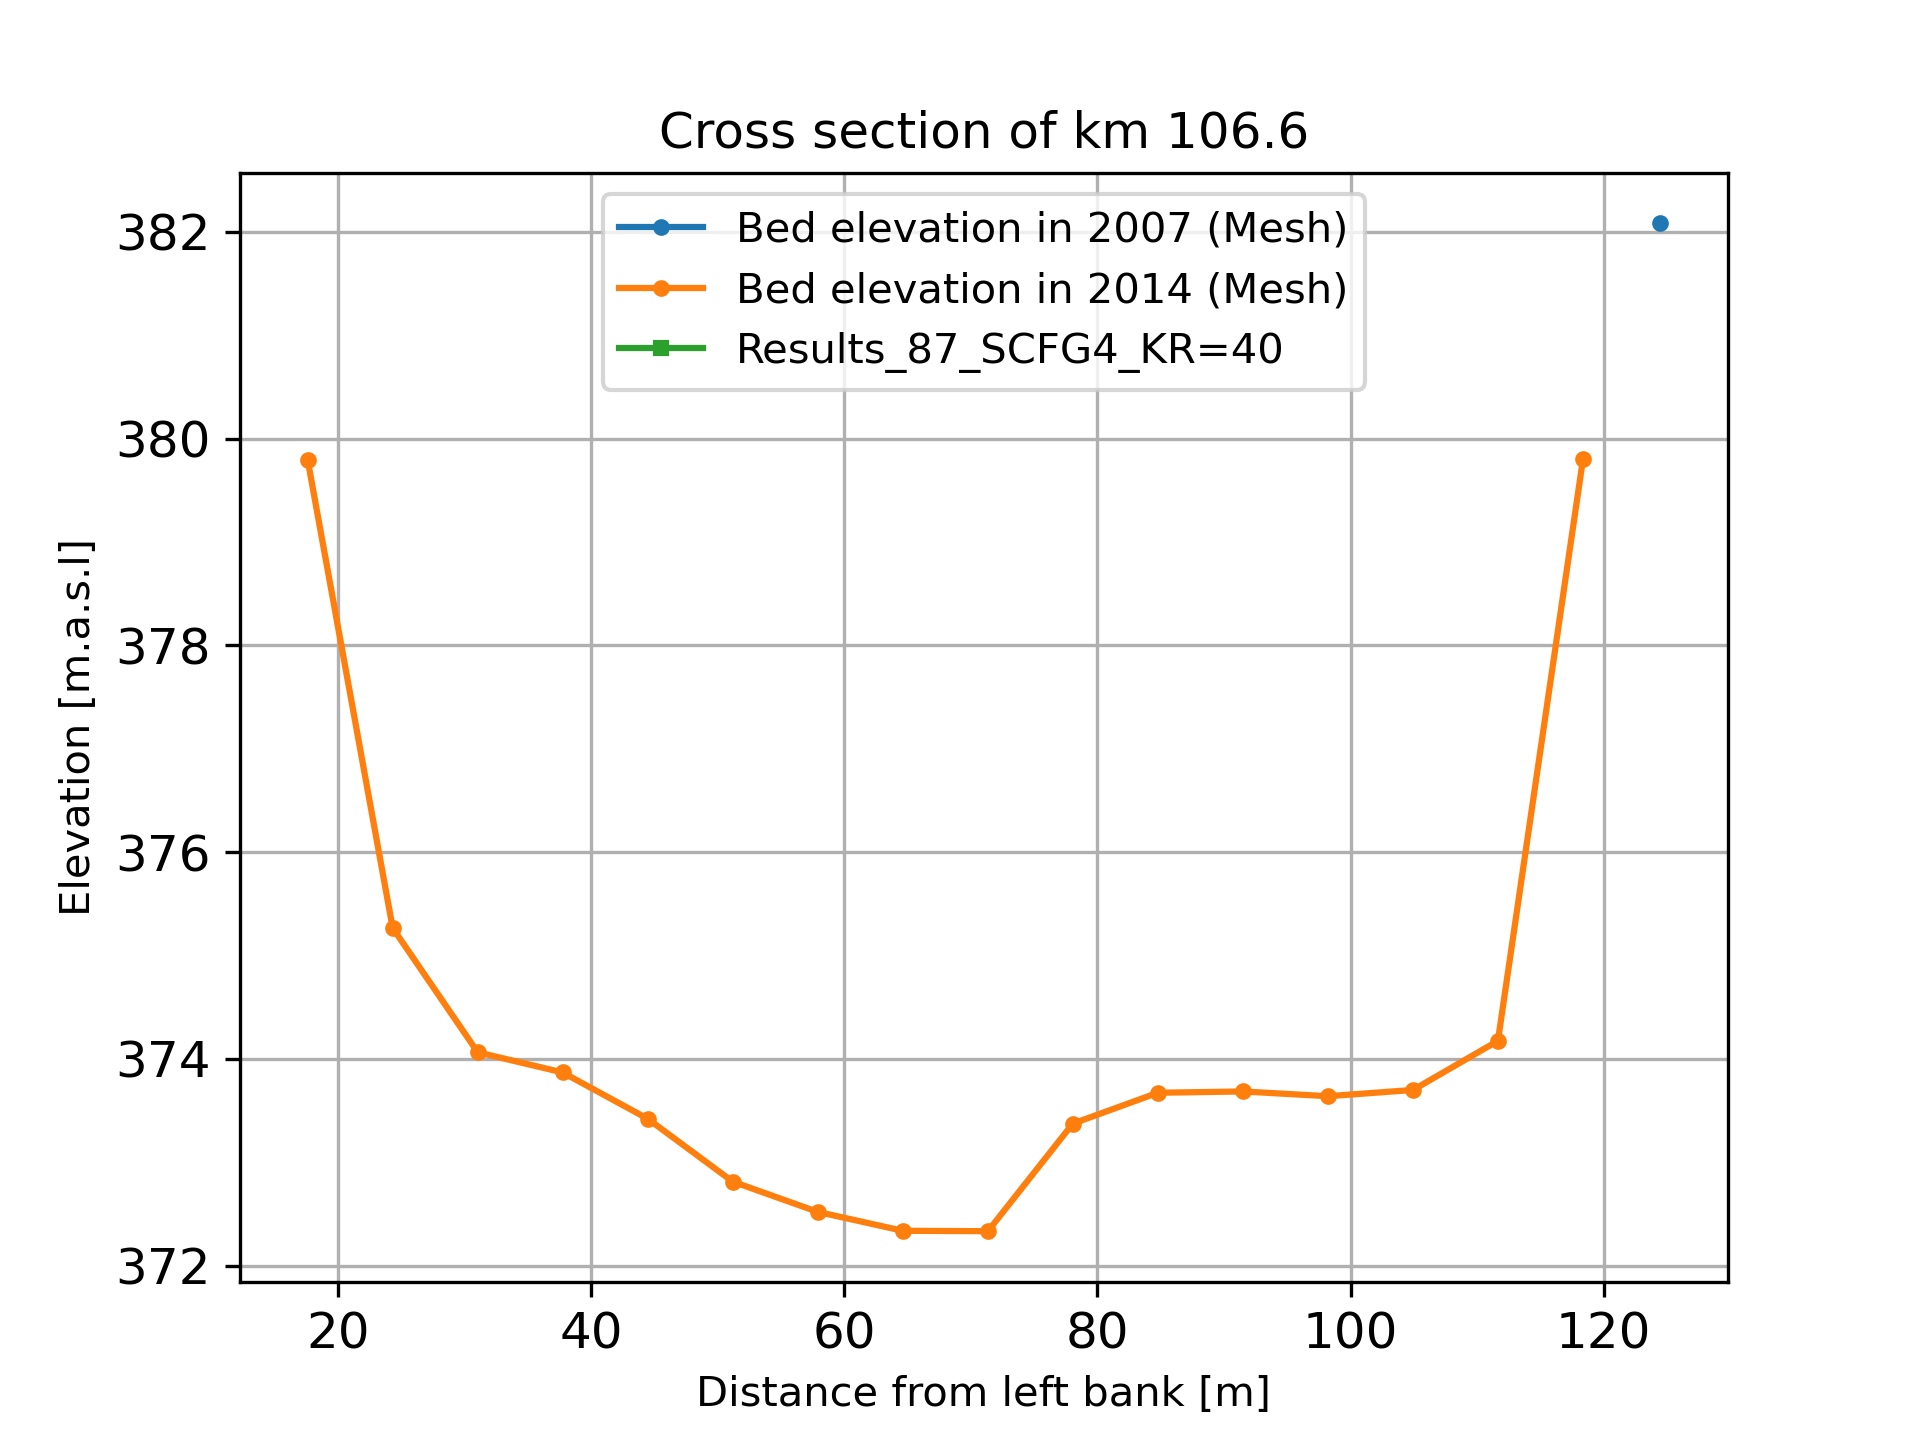 Cross section of km 106.6
Bed elevation in 2007 (Mesh)
Bed elevation in 2014 (Mesh)
Results_87_SCFG4_KR=40
382
380
378
376
374
372
Elevation [m.a.s.l]
20 40 60 80 100 120
Distance from left bank [m]